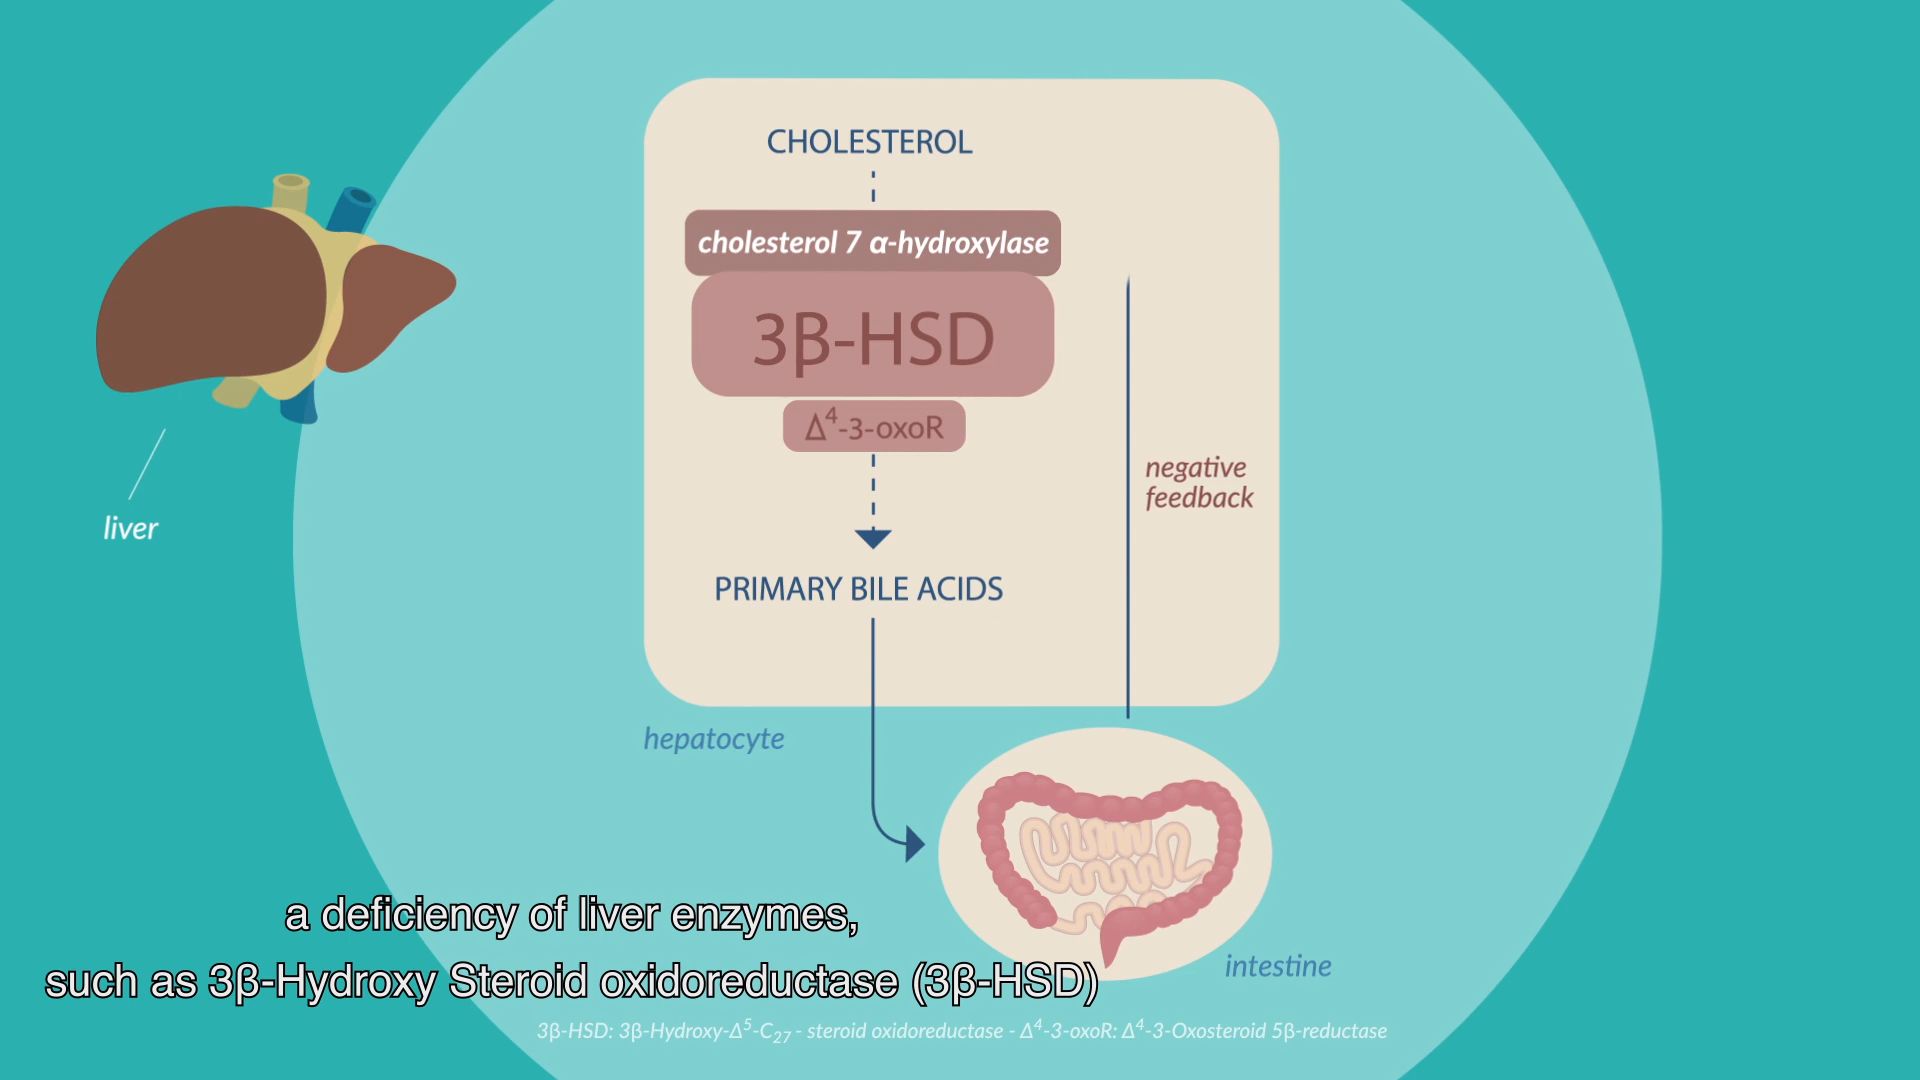 CHOLESTEROL
cholesterol 7 α-hydroxylase
3β-HSD
Δ⁴-3-oxoR
negative
feedback
liver
PRIMARY BILE ACIDS
hepatocyte
a deficiency of liver enzymes,
such as 3β-Hydroxy Steroid oxidoreductase (3β-HSD)
intestine
3β-HSD: 3β-Hydroxy-Δ⁵-C₂₇ - steroid oxidoreductase - Δ⁴-3-oxoR: Δ⁴-3-Oxosteroid 5β-reductase